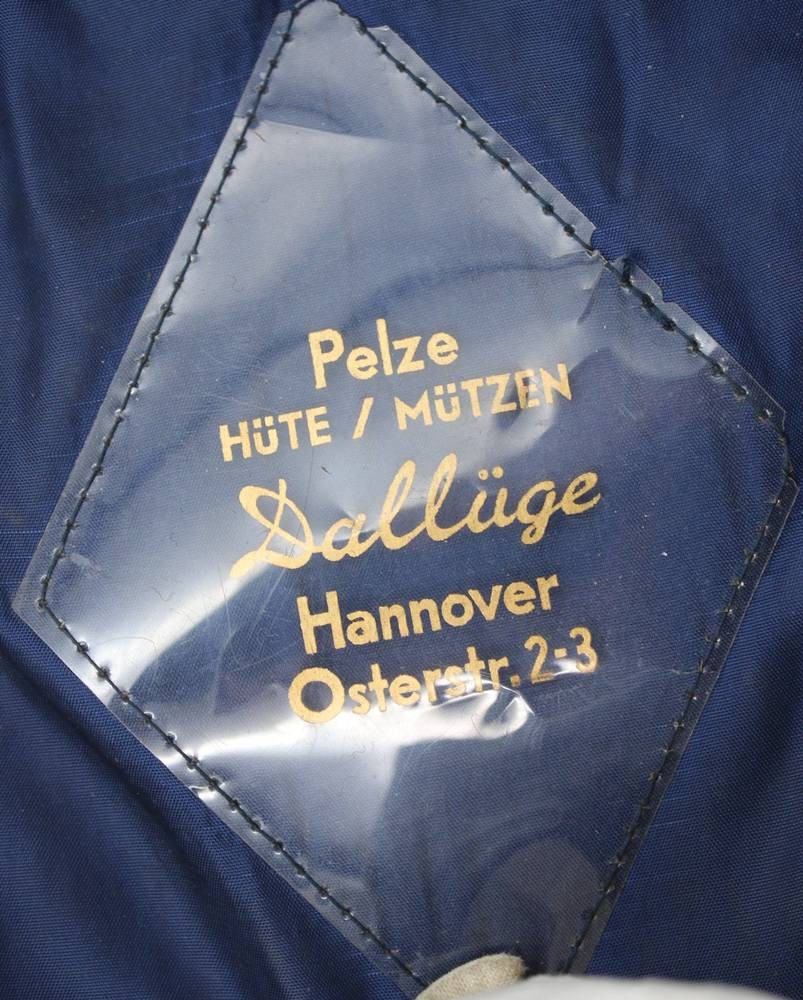 Pelze
HÜTE / MÜTZEN
Dallüge
Hannover
Osterstr. 2-3